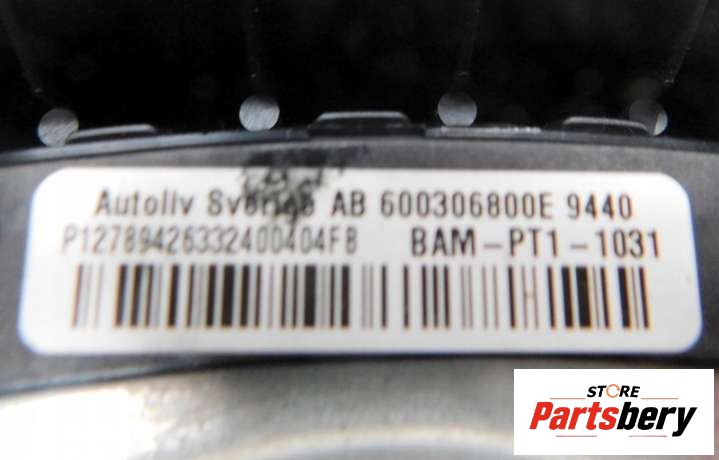 Autoliv Sverige AB 600306800E 9440
P12789426332400404FB BAM-PT1-1031
STORE
Partsbery